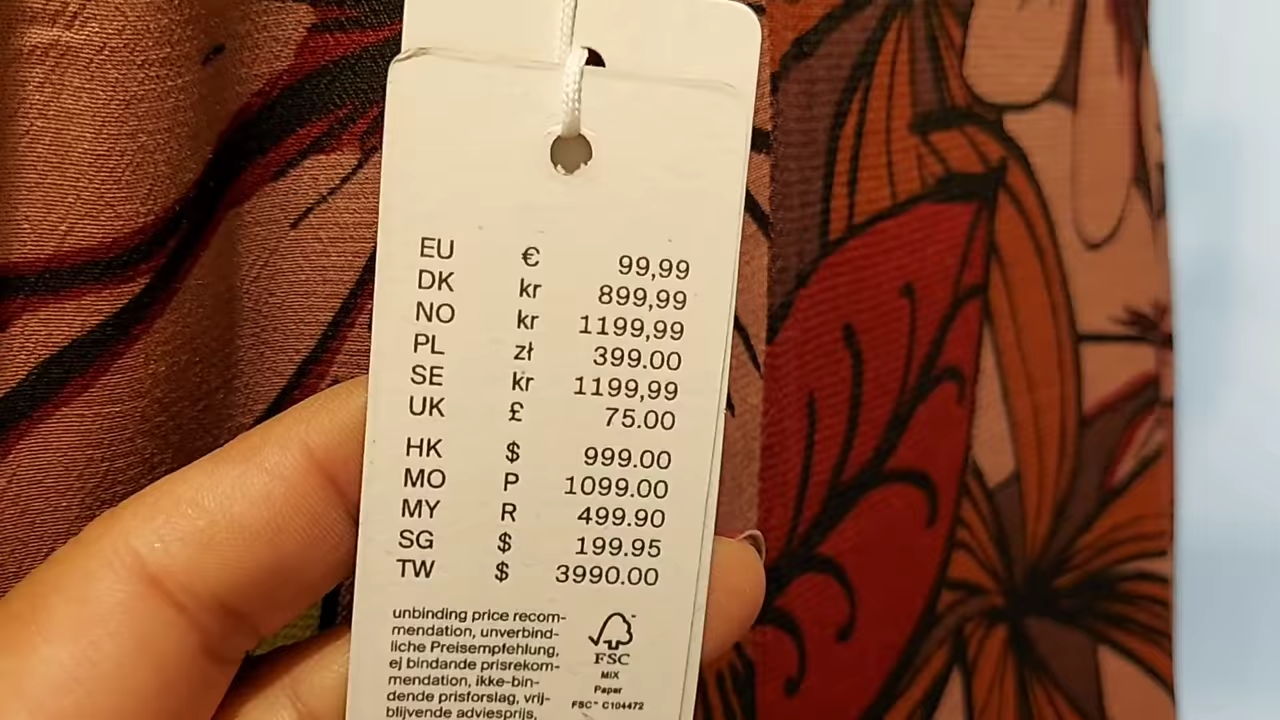 EU € 99,99
DK kr 899,99
NO kr 1199,99
PL zł 399.00
SE kr 1199,99
UK £ 75.00
HK $ 999.00
MO P 1099.00
MY R 499.90
SG $ 199.95
TW $ 3990.00
unbinding price recom-
mendation, unverbind-
liche Preisempfehlung,
ej bindande prisrekom-
mendation, ikke-bin-
dende prisforslag, vrij-
blijvende adviesprijs,
FSC™
MIX
Paper
FSC™ C104472